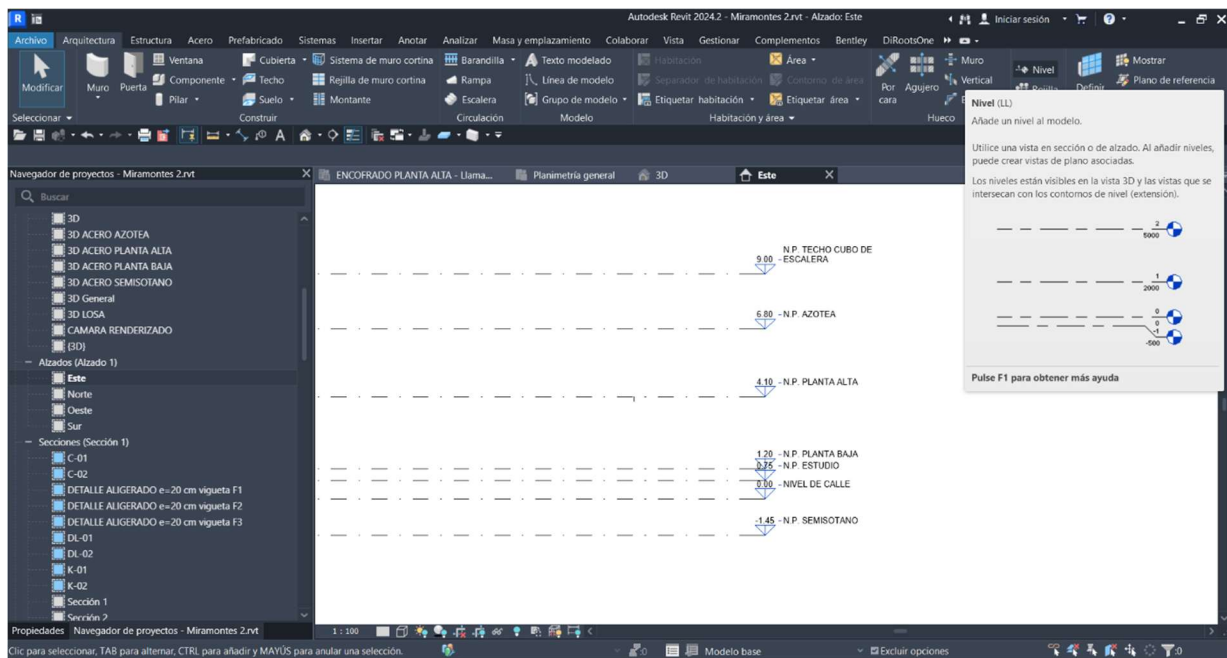 Autodesk Revit 2024.2 - Miramontes 2.rvt - Alzado: Este
Iniciar sesión
Archivo Arquitectura Estructura Acero Prefabricado Sistemas Insertar Anotar Analizar Masa y emplazamiento Colaborar Vista Gestionar Complementos Bentley DiRootsOne
Modificar
Muro
Puerta
Ventana
Componente
Pilar
Cubierta
Techo
Suelo
Sistema de muro cortina
Rejilla de muro cortina
Montante
Barandilla
Rampa
Escalera
Texto modelado
Línea de modelo
Grupo de modelo
Habitación
Separador de habitación
Etiquetar habitación
Área
Contorno de área
Etiquetar área
Por cara
Agujero
Muro
Vertical
Nivel
Rejilla
Definir
Mostrar
Plano de referencia
Seleccionar
Construir
Circulación
Modelo
Habitación y área
Hueco
Nivel (LL)
Añade un nivel al modelo.
Utilice una vista en sección o de alzado. Al añadir niveles,
puede crear vistas de plano asociadas.
Los niveles están visibles en la vista 3D y las vistas que se
intersecan con los contornos de nivel (extensión).
2
5000
1
2000
0
0
-1
-500
Pulse F1 para obtener más ayuda
Navegador de proyectos - Miramontes 2.rvt
Buscar
3D
3D ACERO AZOTEA
3D ACERO PLANTA ALTA
3D ACERO PLANTA BAJA
3D ACERO SEMISOTANO
3D General
3D LOSA
CAMARA RENDERIZADO
{3D}
Alzados (Alzado 1)
Este
Norte
Oeste
Sur
Secciones (Sección 1)
C-01
C-02
DETALLE ALIGERADO e=20 cm vigueta F1
DETALLE ALIGERADO e=20 cm vigueta F2
DETALLE ALIGERADO e=20 cm vigueta F3
DL-01
DL-02
K-01
K-02
Sección 1
Sección 2
Propiedades Navegador de proyectos - Miramontes 2.rvt
ENCOFRADO PLANTA ALTA - Llama...
Planimetría general
3D
Este
N.P. TECHO CUBO DE
9.00 - ESCALERA
6.80 - N.P. AZOTEA
4.10 - N.P. PLANTA ALTA
1.20 - N.P. PLANTA BAJA
0.75 - N.P. ESTUDIO
0.00 - NIVEL DE CALLE
-1.45 - N.P. SEMISOTANO
1 : 100
Clic para seleccionar, TAB para alternar, CTRL para añadir y MAYÚS para anular una selección.
:0
Modelo base
Excluir opciones
:0